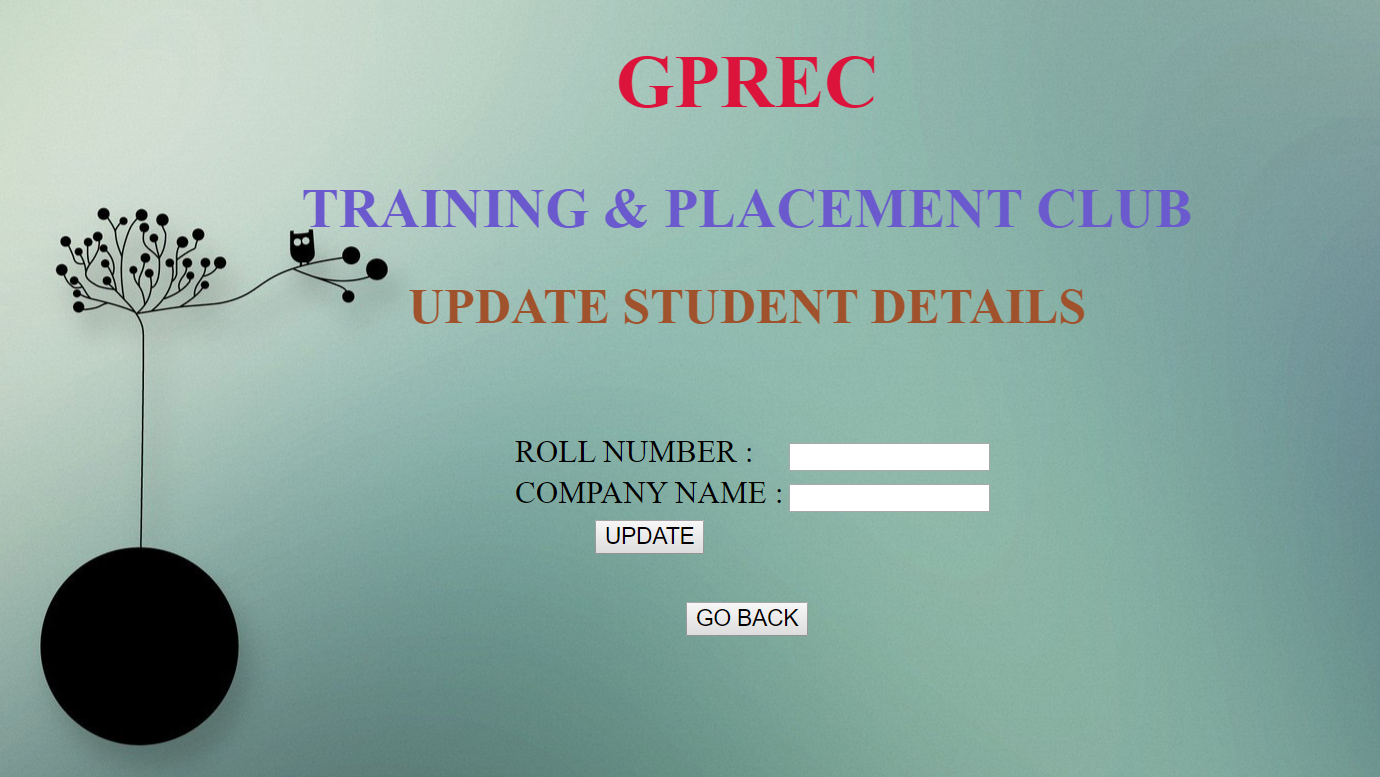 GPREC
TRAINING & PLACEMENT CLUB
UPDATE STUDENT DETAILS
ROLL NUMBER :
COMPANY NAME :
UPDATE
GO BACK